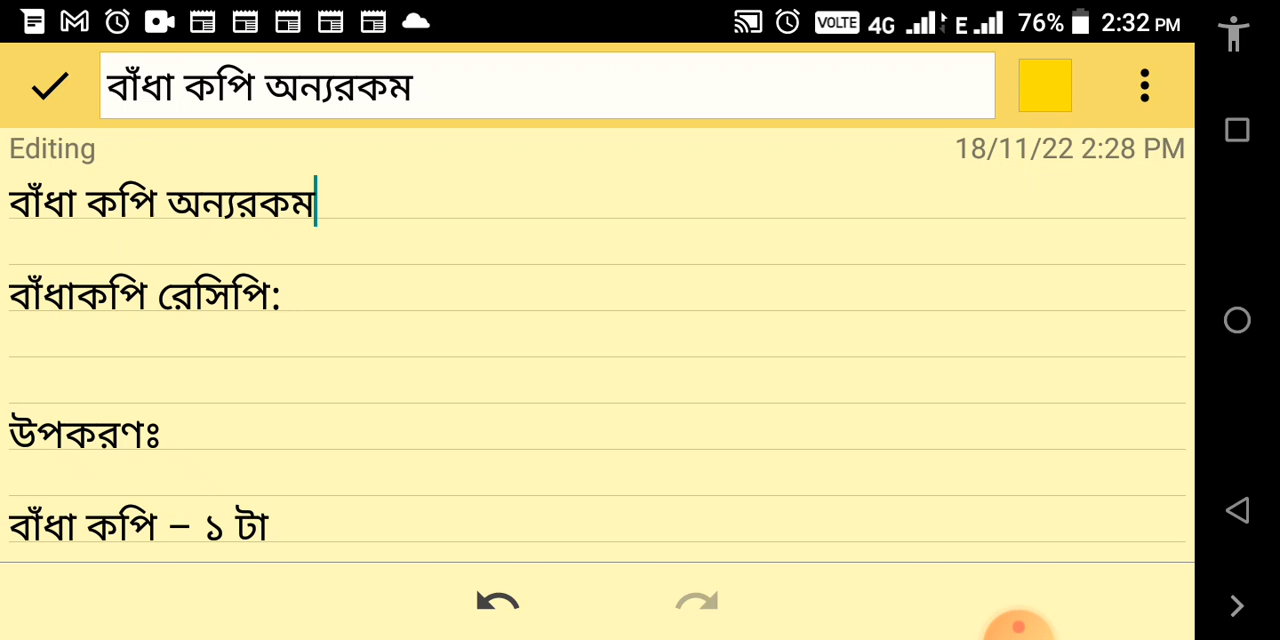 VOLTE 4G E 76% 2:32 PM
বাঁধা কপি অন্যরকম
Editing 18/11/22 2:28 PM
বাঁধা কপি অন্যরকম
বাঁধাকপি রেসিপি:
উপকরণঃ
বাঁধা কপি – ১ টা